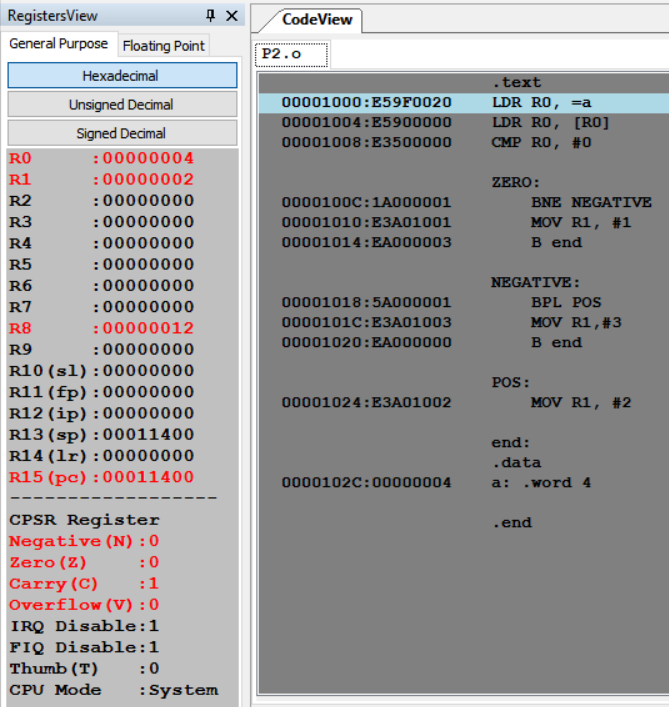 RegistersView
General Purpose Floating Point
Hexadecimal
Unsigned Decimal
Signed Decimal
R0 :00000004
R1 :00000002
R2 :00000000
R3 :00000000
R4 :00000000
R5 :00000000
R6 :00000000
R7 :00000000
R8 :00000012
R9 :00000000
R10(sl):00000000
R11(fp):00000000
R12(ip):00000000
R13(sp):00011400
R14(lr):00000000
R15(pc):00011400
-----------------
CPSR Register
Negative(N):0
Zero(Z) :0
Carry(C) :1
Overflow(V):0
IRQ Disable:1
FIQ Disable:1
Thumb(T) :0
CPU Mode :System
CodeView
P2.o
.text
00001000:E59F0020 LDR R0, =a
00001004:E5900000 LDR R0, [R0]
00001008:E3500000 CMP R0, #0
ZERO:
0000100C:1A000001 BNE NEGATIVE
00001010:E3A01001 MOV R1, #1
00001014:EA000003 B end
NEGATIVE:
00001018:5A000001 BPL POS
0000101C:E3A01003 MOV R1,#3
00001020:EA000000 B end
POS:
00001024:E3A01002 MOV R1, #2
end:
.data
0000102C:00000004 a: .word 4
.end